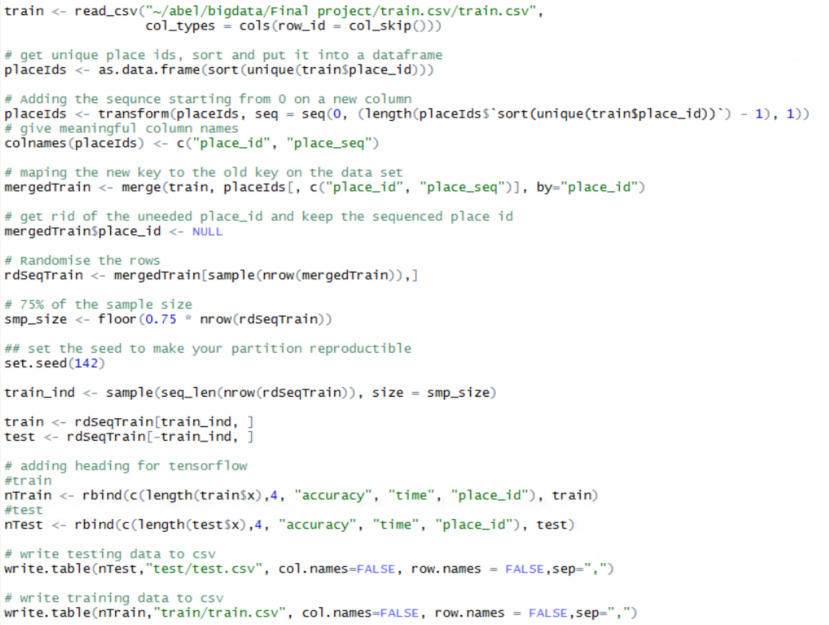 train <- read_csv("~/abel/bigdata/Final project/train.csv/train.csv",
col_types = cols(row_id = col_skip()))
# get unique place ids, sort and put it into a dataframe
placeIds <- as.data.frame(sort(unique(train$place_id)))
# Adding the sequnce starting from 0 on a new column
placeIds <- transform(placeIds, seq = seq(0, (length(placeIds$`sort(unique(train$place_id))`) - 1), 1))
# give meaningful column names
colnames(placeIds) <- c("place_id", "place_seq")
# maping the new key to the old key on the data set
mergedTrain <- merge(train, placeIds[, c("place_id", "place_seq")], by="place_id")
# get rid of the uneeded place_id and keep the sequenced place id
mergedTrain$place_id <- NULL
# Randomise the rows
rdSeqTrain <- mergedTrain[sample(nrow(mergedTrain)),]
# 75% of the sample size
smp_size <- floor(0.75 * nrow(rdSeqTrain))
## set the seed to make your partition reproductible
set.seed(142)
train_ind <- sample(seq_len(nrow(rdSeqTrain)), size = smp_size)
train <- rdSeqTrain[train_ind, ]
test <- rdSeqTrain[-train_ind, ]
# adding heading for tensorflow
#train
nTrain <- rbind(c(length(train$x),4, "accuracy", "time", "place_id"), train)
#test
nTest <- rbind(c(length(test$x),4, "accuracy", "time", "place_id"), test)
# write testing data to csv
write.table(nTest,"test/test.csv", col.names=FALSE, row.names = FALSE,sep=",")
# write training data to csv
write.table(nTrain,"train/train.csv", col.names=FALSE, row.names = FALSE,sep=",")